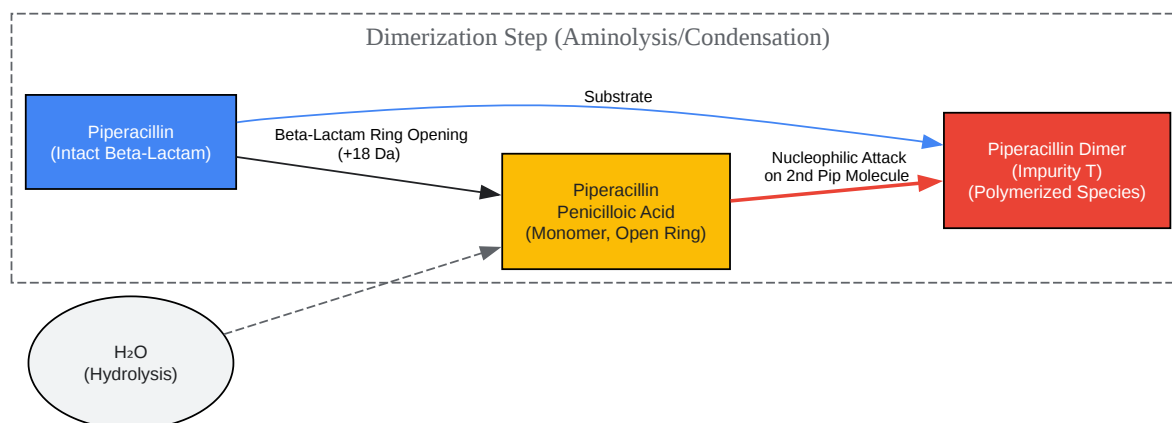 Dimerization Step (Aminolysis/Condensation)
Substrate
Piperacillin
(Intact Beta-Lactam)
Beta-Lactam Ring Opening
(+18 Da)
Piperacillin
Penicilloic Acid
(Monomer, Open Ring)
Nucleophilic Attack
on 2nd Pip Molecule
Piperacillin Dimer
(Impurity T)
(Polymerized Species)
H₂O
(Hydrolysis)